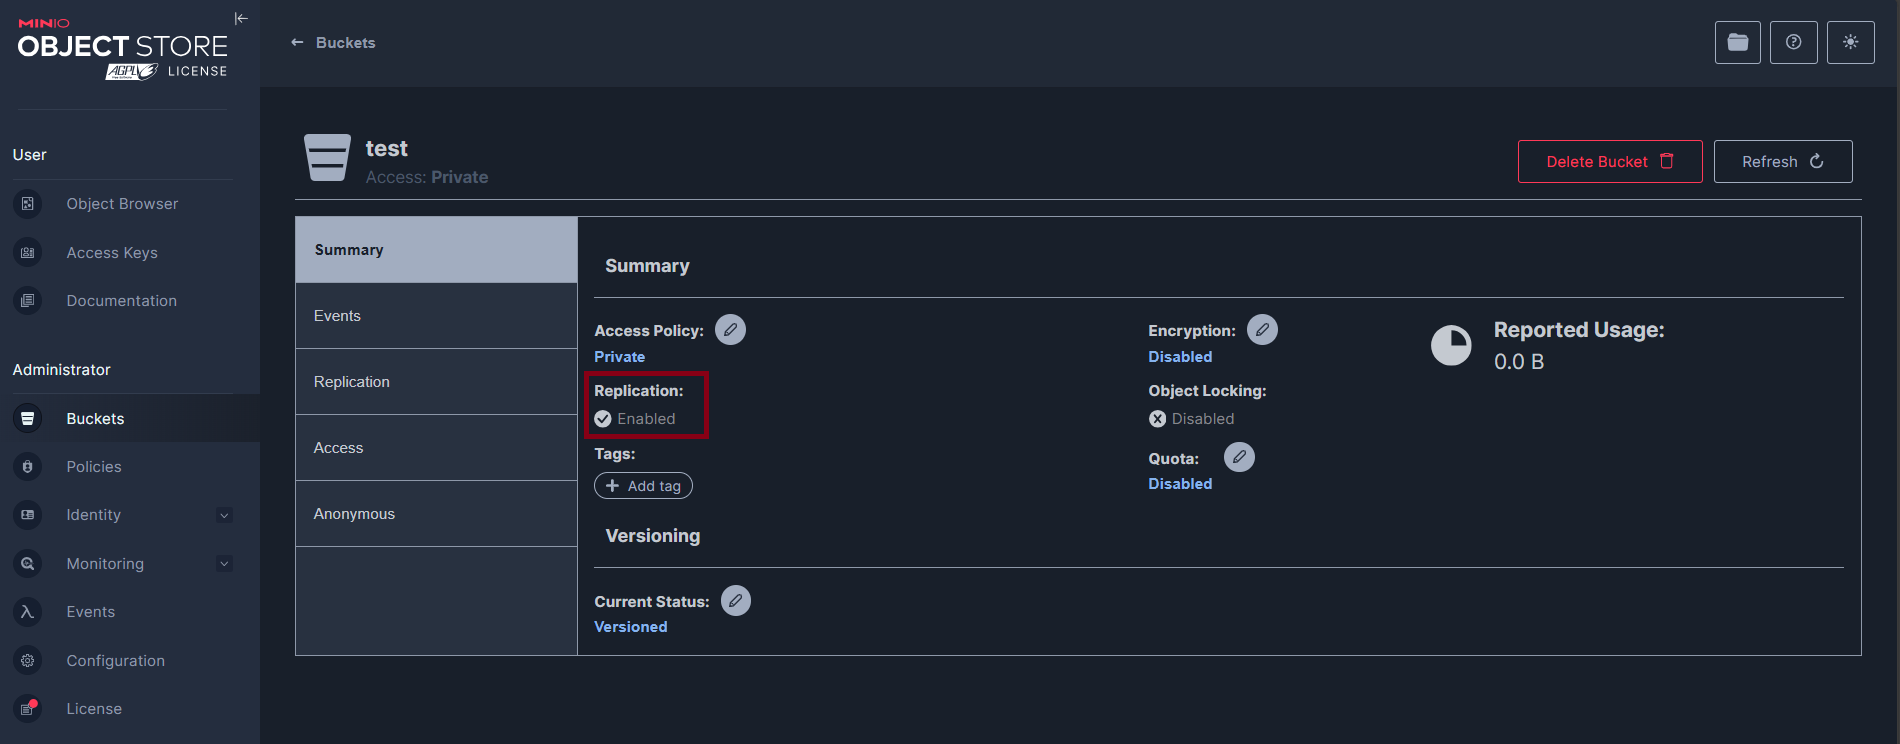 MINIO
OBJECT STORE
AGPLv3 LICENSE
User
Object Browser
Access Keys
Documentation
Administrator
Buckets
Policies
Identity
Monitoring
Events
Configuration
License
Buckets
test
Access: Private
Delete Bucket
Refresh
Summary
Events
Replication
Access
Anonymous
Summary
Access Policy:
Private
Replication:
Enabled
Tags:
Add tag
Encryption:
Disabled
Object Locking:
Disabled
Quota:
Disabled
Reported Usage:
0.0 B
Versioning
Current Status:
Versioned